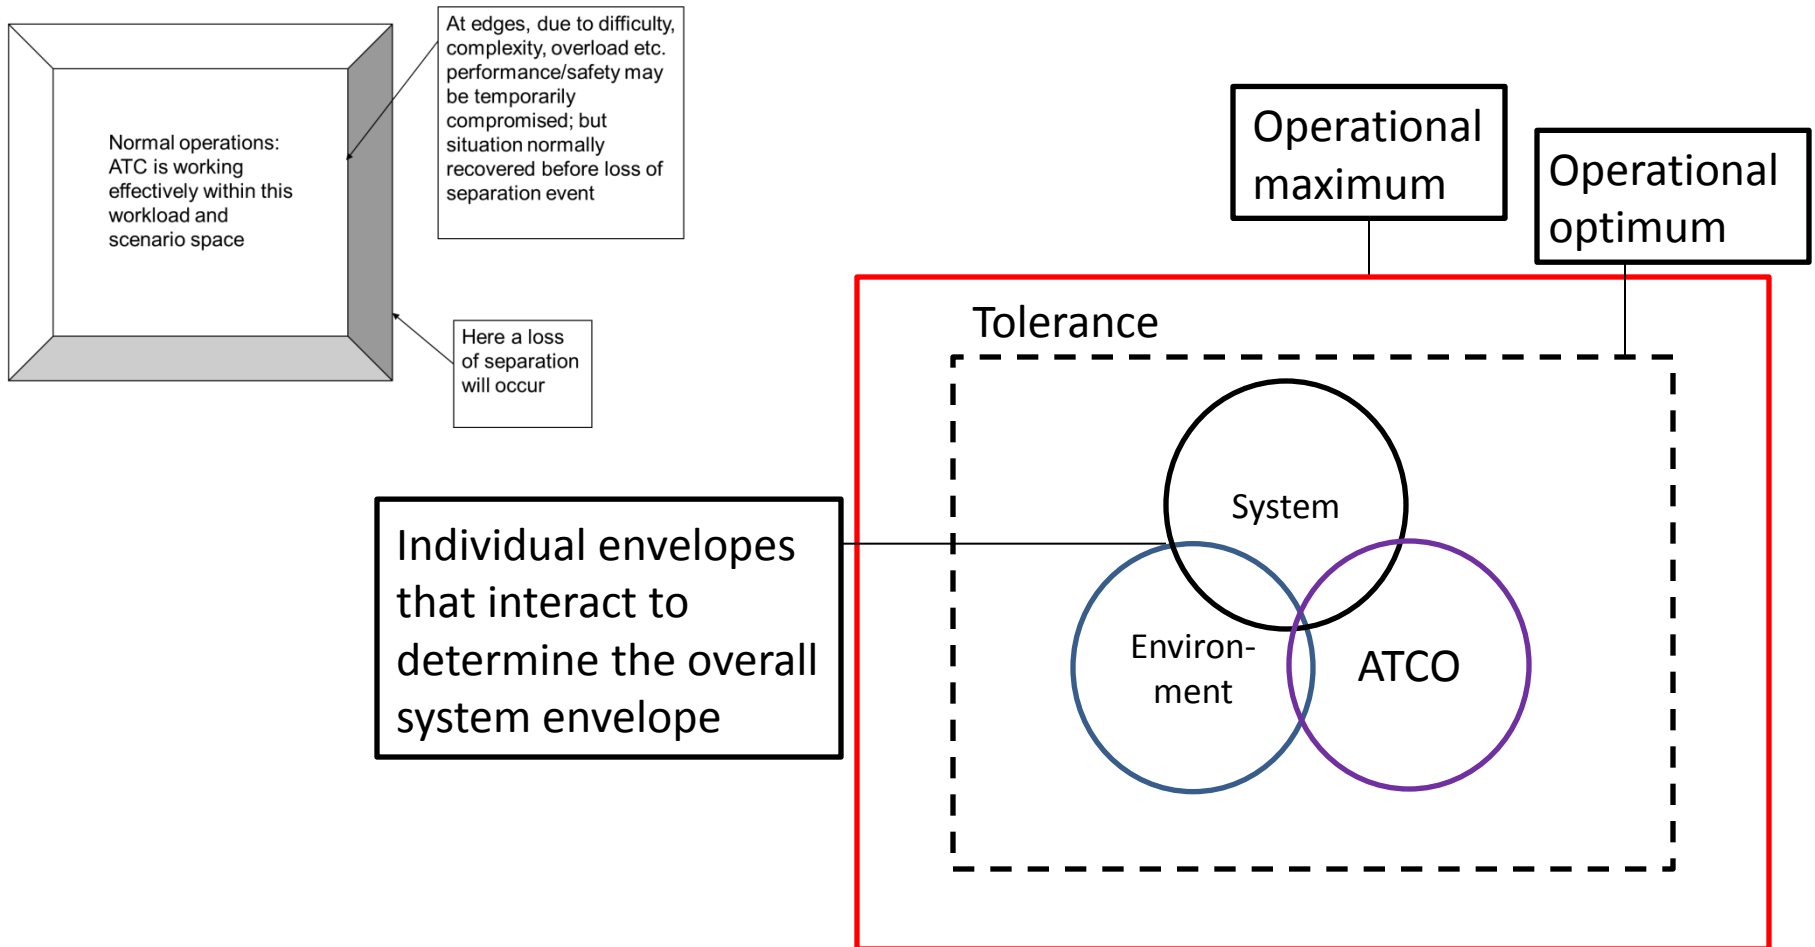 Normal operations:
ATC is working
effectively within this
workload and
scenario space
At edges, due to difficulty,
complexity, overload etc.
performance/safety may
be temporarily
compromised; but
situation normally
recovered before loss of
separation event
Here a loss
of separation
will occur
Operational
maximum
Operational
optimum
Tolerance
System
Environ-
ment
ATCO
Individual envelopes
that interact to
determine the overall
system envelope